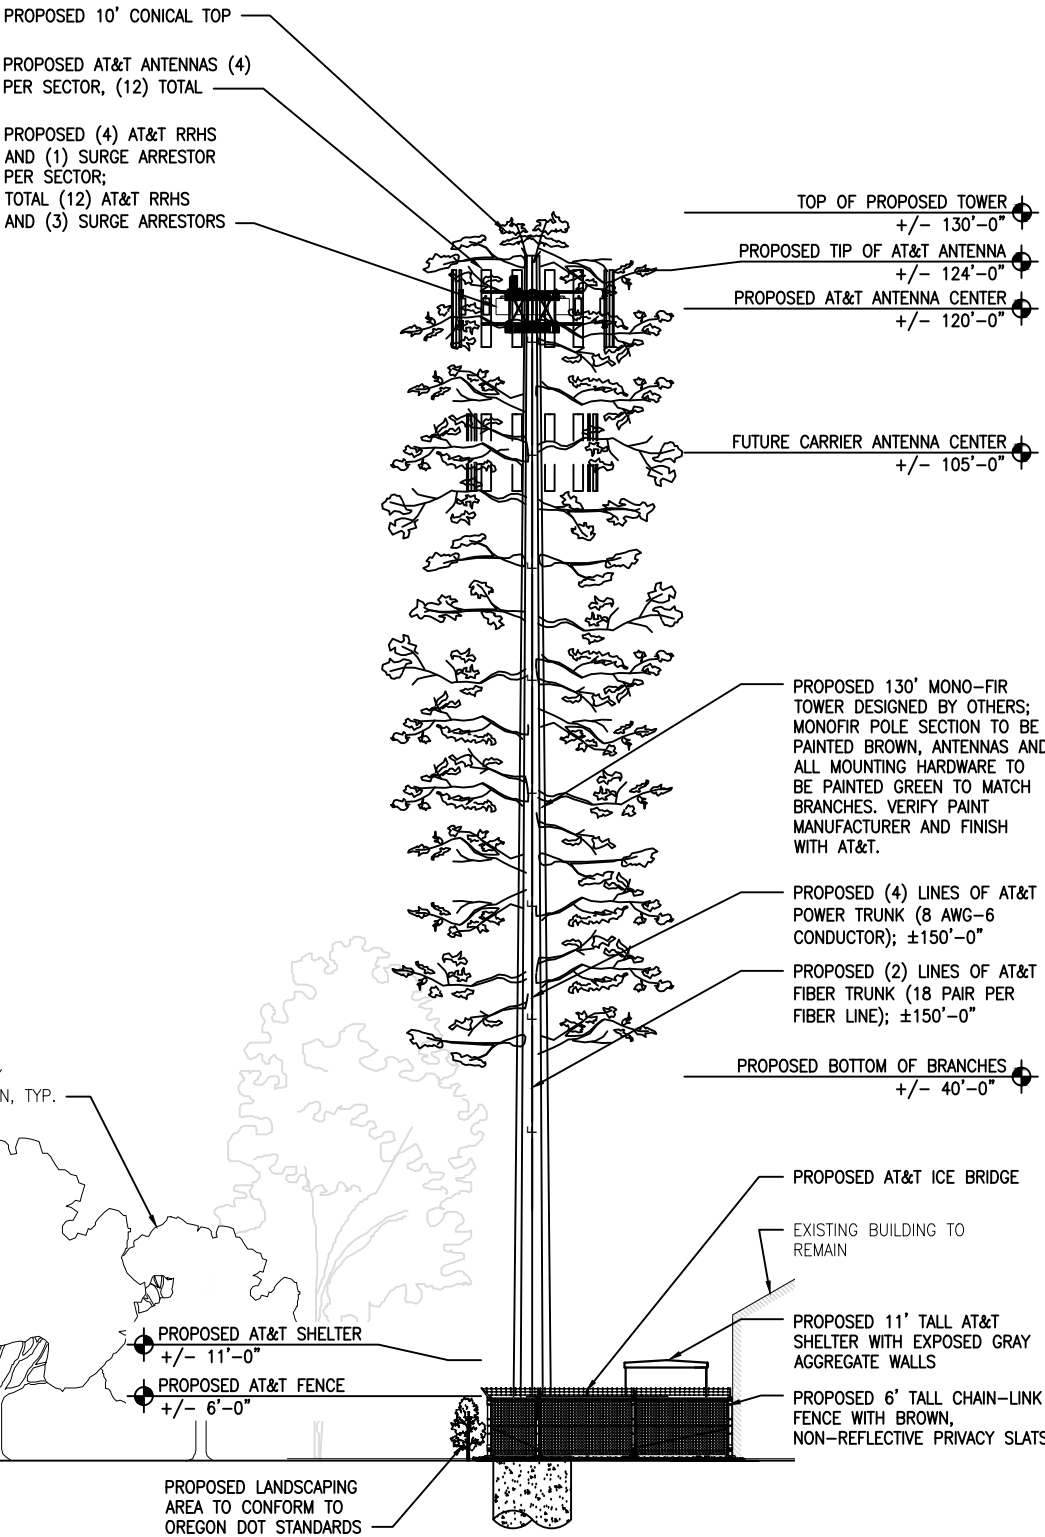 PROPOSED 10' CONICAL TOP
PROPOSED AT&T ANTENNAS (4)
PER SECTOR, (12) TOTAL
PROPOSED (4) AT&T RRHS
AND (1) SURGE ARRESTOR
PER SECTOR;
TOTAL (12) AT&T RRHS
AND (3) SURGE ARRESTORS
TOP OF PROPOSED TOWER
+/- 130'-0"
PROPOSED TIP OF AT&T ANTENNA
+/- 124'-0"
PROPOSED AT&T ANTENNA CENTER
+/- 120'-0"
FUTURE CARRIER ANTENNA CENTER
+/- 105'-0"
PROPOSED 130' MONO-FIR
TOWER DESIGNED BY OTHERS;
MONOFIR POLE SECTION TO BE
PAINTED BROWN, ANTENNAS AND
ALL MOUNTING HARDWARE TO
BE PAINTED GREEN TO MATCH
BRANCHES. VERIFY PAINT
MANUFACTURER AND FINISH
WITH AT&T.
PROPOSED (4) LINES OF AT&T
POWER TRUNK (8 AWG-6
CONDUCTOR); ±150'-0"
PROPOSED (2) LINES OF AT&T
FIBER TRUNK (18 PAIR PER
FIBER LINE); ±150'-0"
PROPOSED BOTTOM OF BRANCHES
+/- 40'-0"
N, TYP.
PROPOSED AT&T ICE BRIDGE
EXISTING BUILDING TO
REMAIN
PROPOSED 11' TALL AT&T
SHELTER WITH EXPOSED GRAY
AGGREGATE WALLS
PROPOSED AT&T SHELTER
+/- 11'-0"
PROPOSED AT&T FENCE
+/- 6'-0"
PROPOSED 6' TALL CHAIN-LINK
FENCE WITH BROWN,
NON-REFLECTIVE PRIVACY SLATS
PROPOSED LANDSCAPING
AREA TO CONFORM TO
OREGON DOT STANDARDS